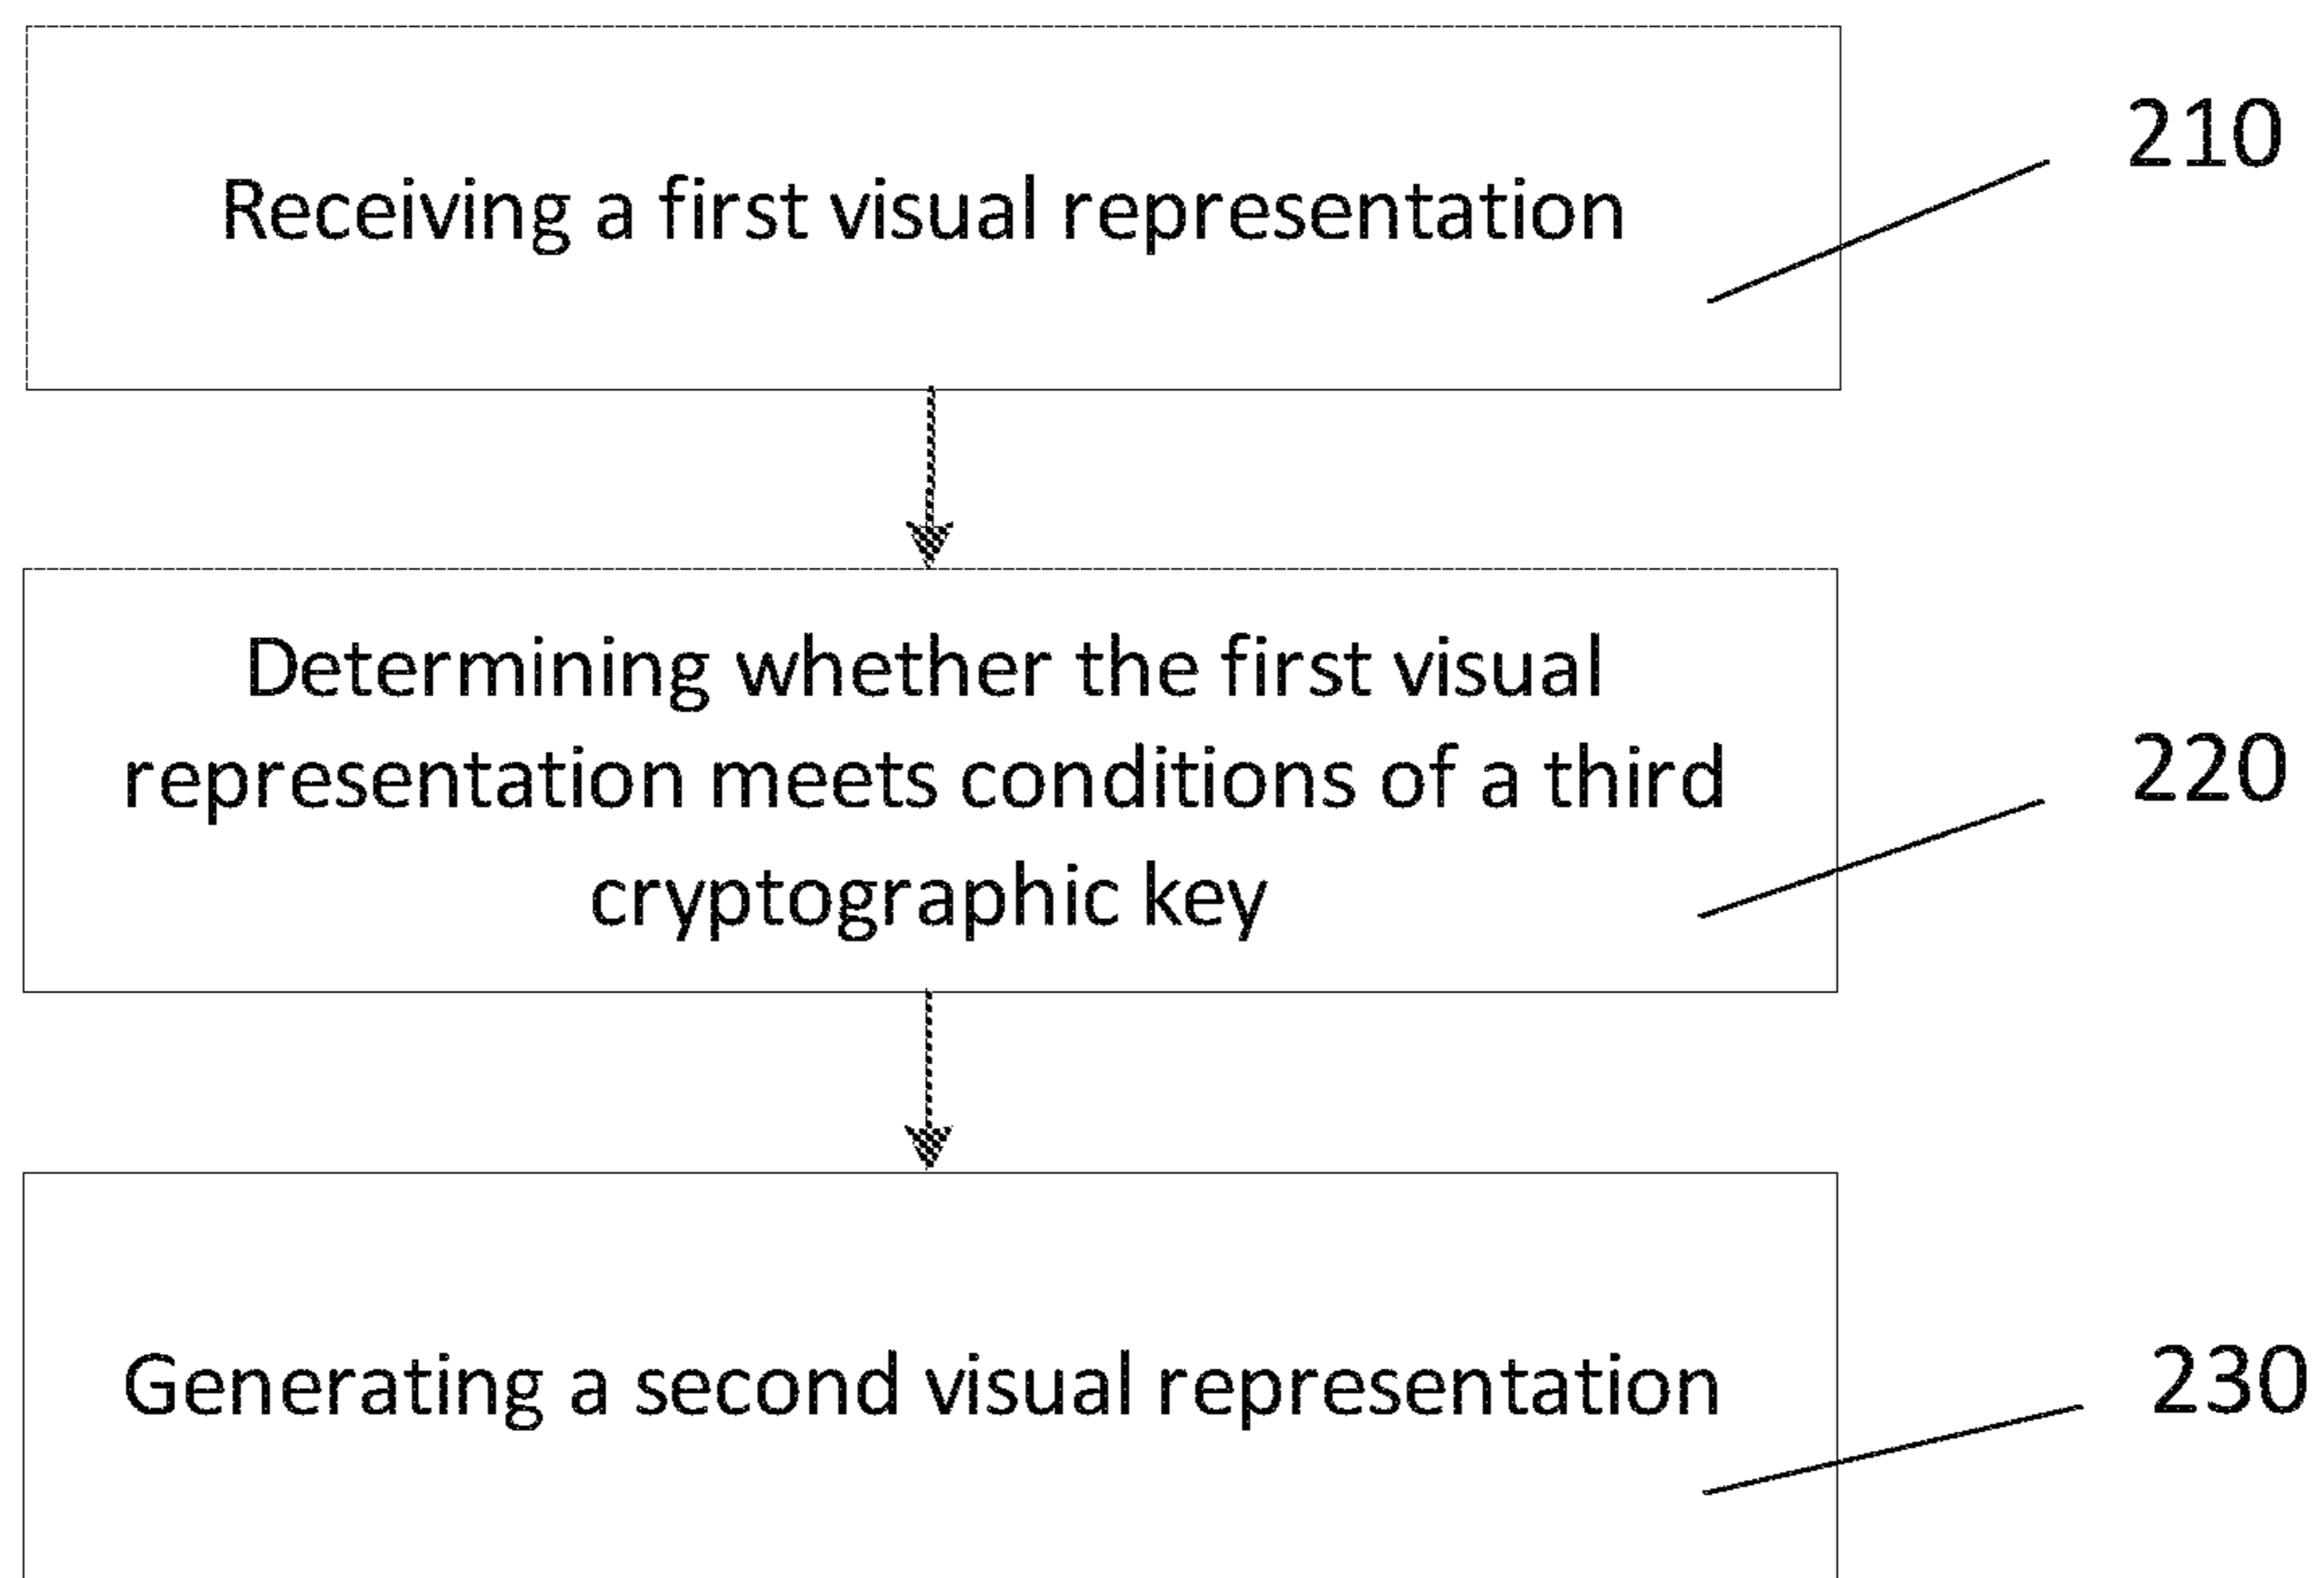 210
Receiving a first visual representation
Determining whether the first visual
representation meets conditions of a third
cryptographic key
220
Generating a second visual representation
230